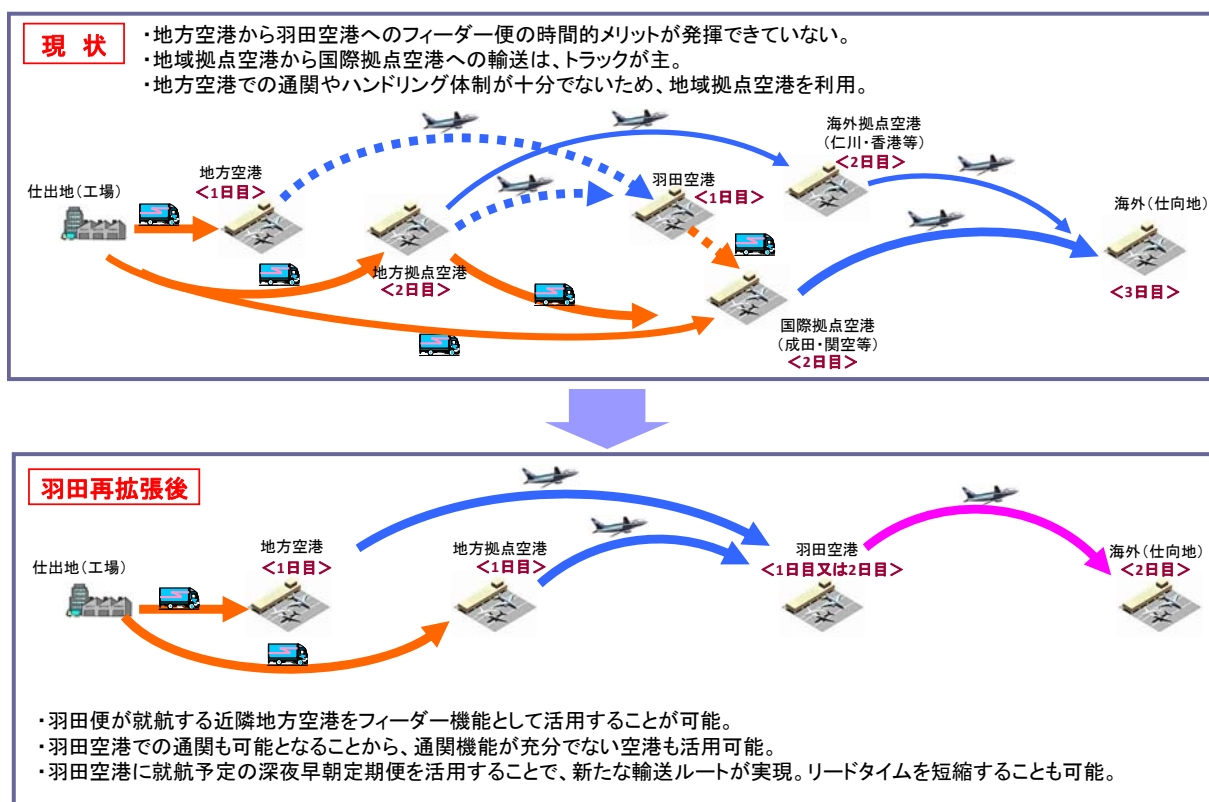 現 状
・地方空港から羽田空港へのフィーダー便の時間的メリットが発揮できていない。
・地域拠点空港から国際拠点空港への輸送は、トラックが主。
・地方空港での通関やハンドリング体制が十分でないため、地域拠点空港を利用。
仕出地(工場)
地方空港
<1日目>
地方拠点空港
<2日目>
羽田空港
<1日目>
海外拠点空港
(仁川・香港等)
<2日目>
国際拠点空港
(成田・関空等)
<2日目>
海外(仕向地)
<3日目>
羽田再拡張後
仕出地(工場)
地方空港
<1日目>
地方拠点空港
<1日目>
羽田空港
<1日目又は2日目>
海外(仕向地)
<2日目>
・羽田便が就航する近隣地方空港をフィーダー機能として活用することが可能。
・羽田空港での通関も可能となることから、通関機能が充分でない空港も活用可能。
・羽田空港に就航予定の深夜早朝定期便を活用することで、新たな輸送ルートが実現。リードタイムを短縮することも可能。